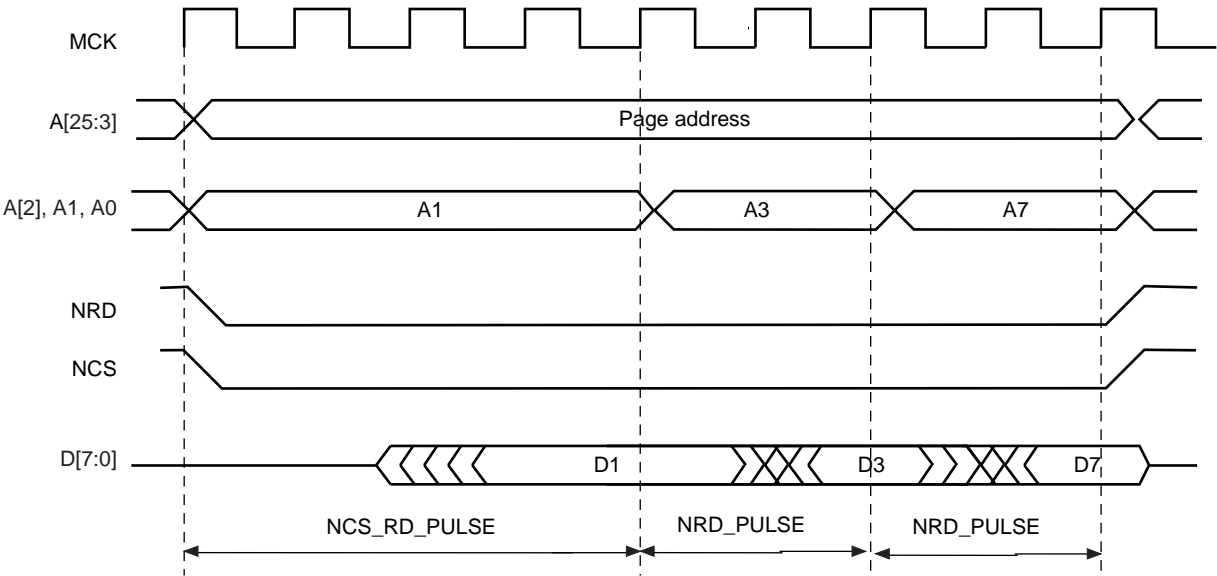 MCK
A[25:3]
Page address
A[2], A1, A0
A1
A3
A7
NRD
NCS
D[7:0]
D1
D3
D7
NCS_RD_PULSE
NRD_PULSE
NRD_PULSE